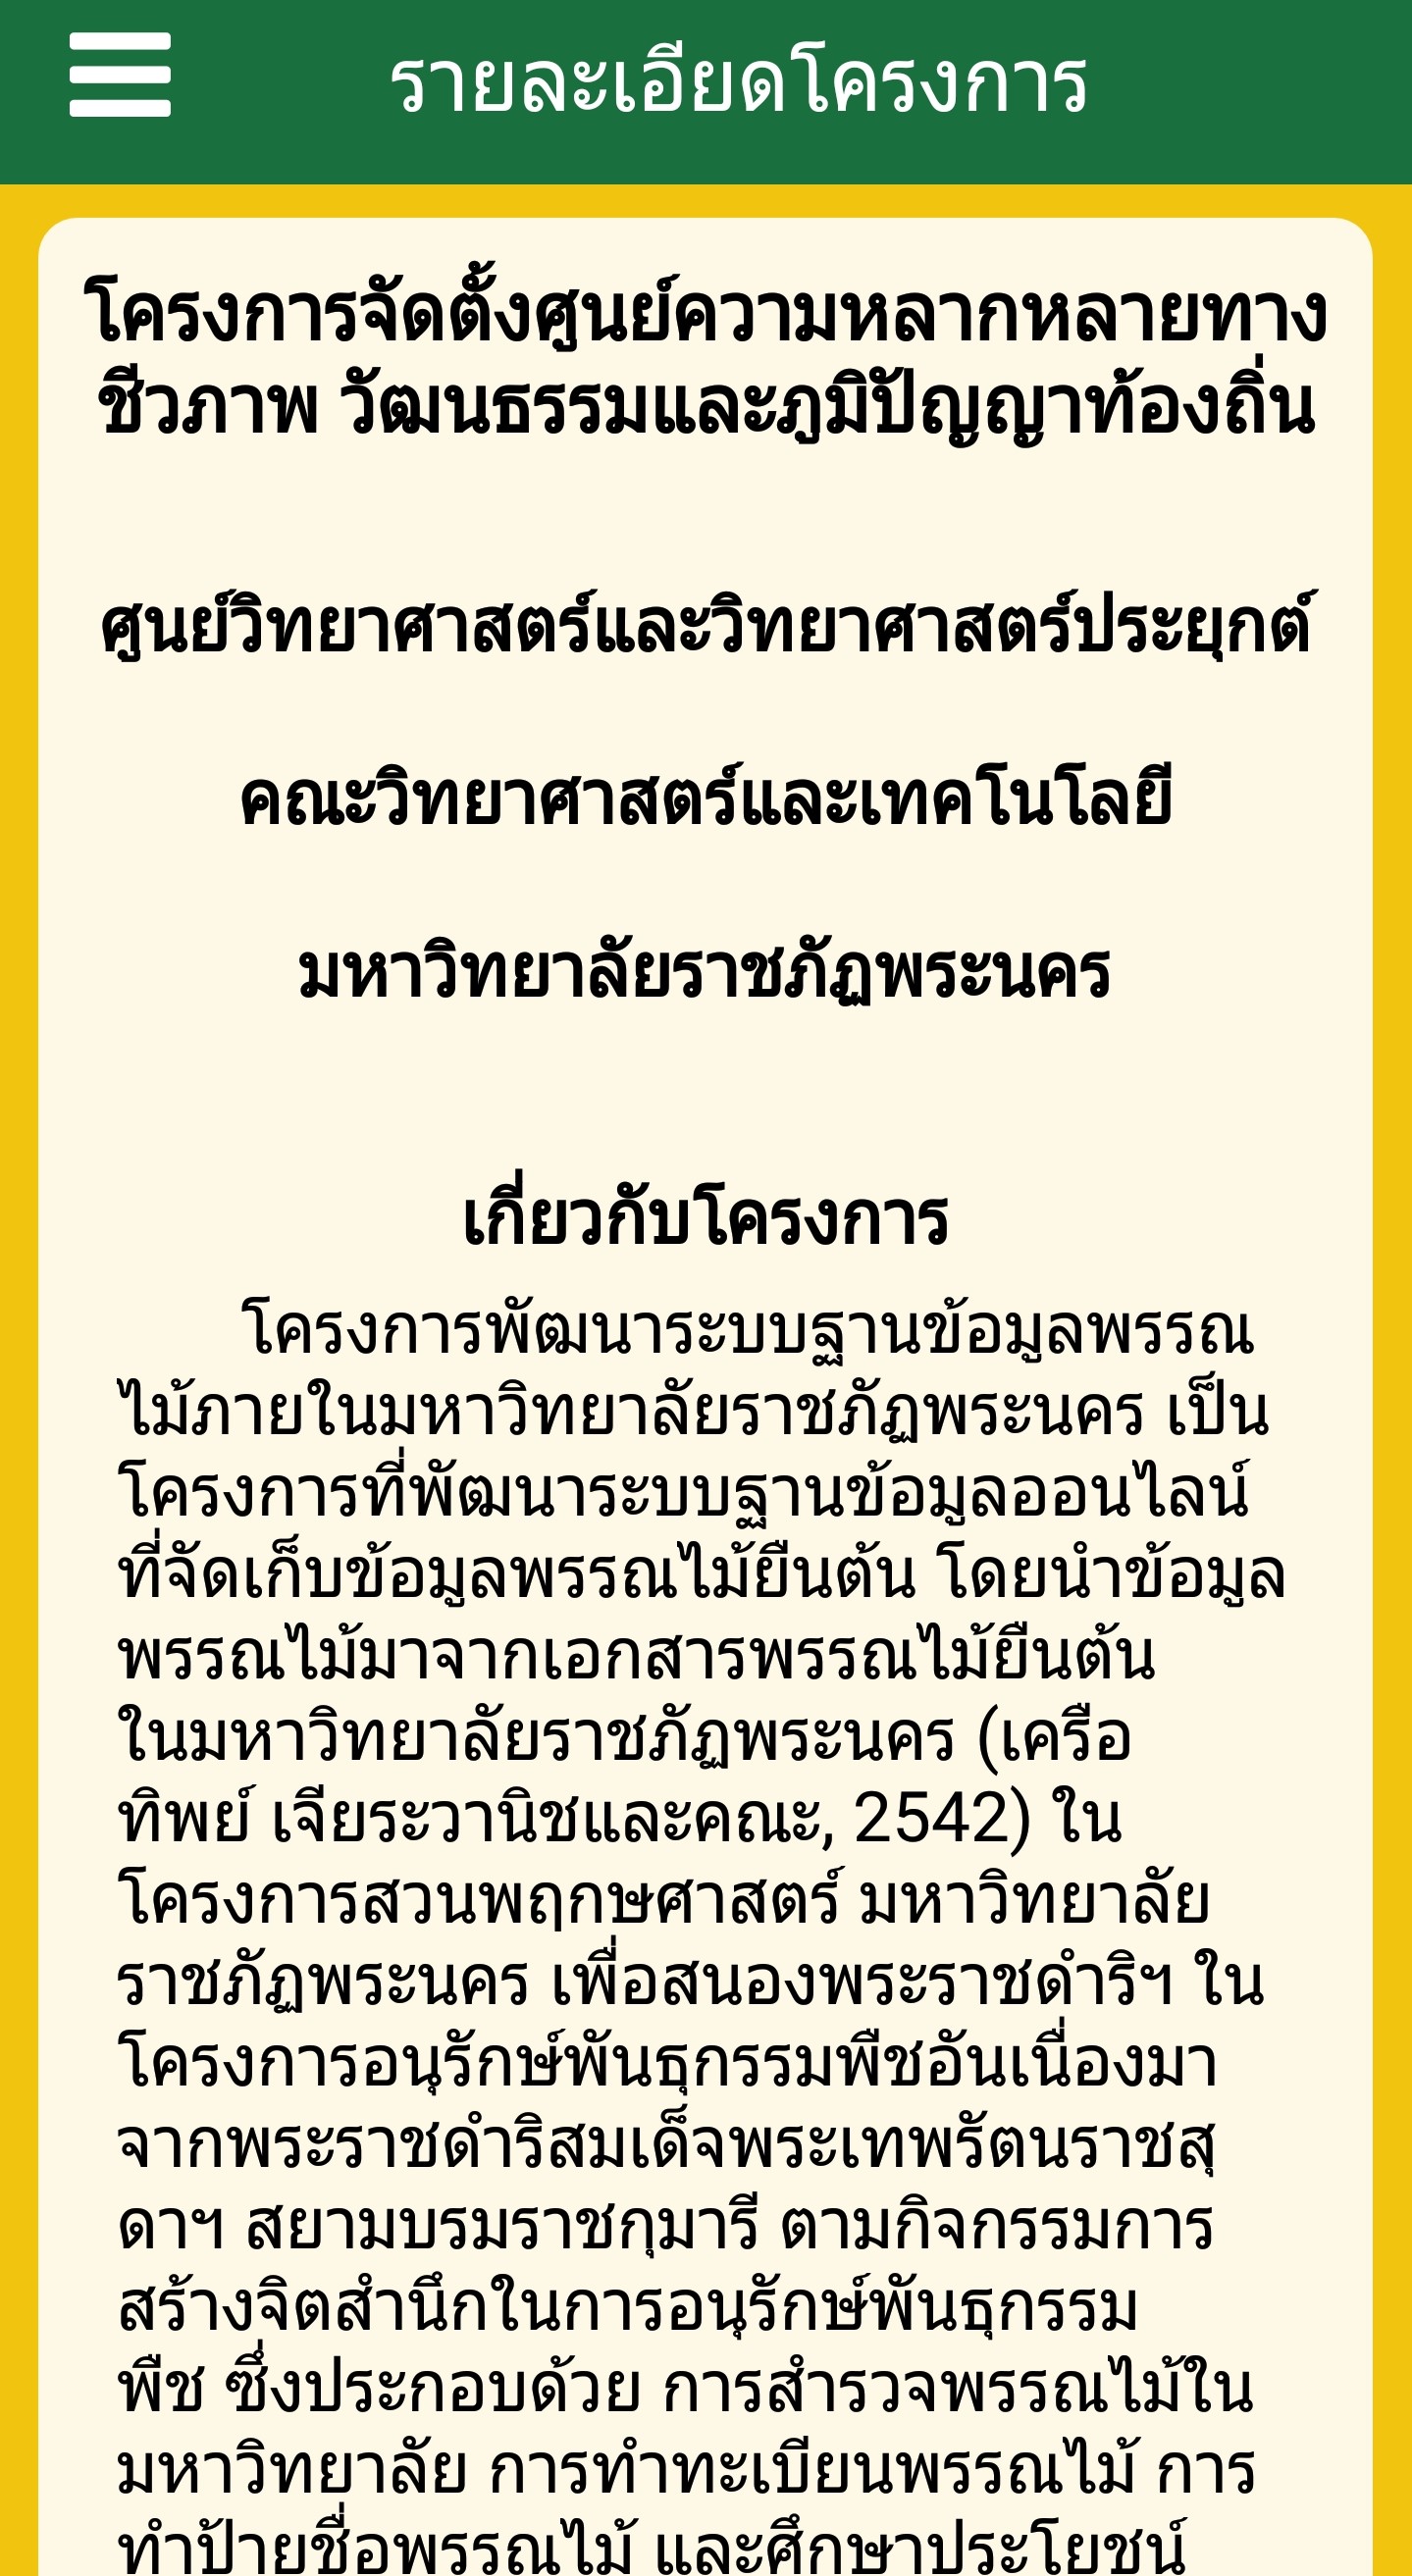 รายละเอียดโครงการ
โครงการจัดตั้งศูนย์ความหลากหลายทาง
ชีวภาพ วัฒนธรรมและภูมิปัญญาท้องถิ่น
ศูนย์วิทยาศาสตร์และวิทยาศาสตร์ประยุกต์
คณะวิทยาศาสตร์และเทคโนโลยี
มหาวิทยาลัยราชภัฏพระนคร
เกี่ยวกับโครงการ
โครงการพัฒนาระบบฐานข้อมูลพรรณ
ไม้ภายในมหาวิทยาลัยราชภัฏพระนคร เป็น
โครงการที่พัฒนาระบบฐานข้อมูลออนไลน์
ที่จัดเก็บข้อมูลพรรณไม้ยืนต้น โดยนำข้อมูล
พรรณไม้มาจากเอกสารพรรณไม้ยืนต้น
ในมหาวิทยาลัยราชภัฏพระนคร (เครือ
ทิพย์ เจียระวานิชและคณะ, 2542) ใน
โครงการสวนพฤกษศาสตร์ มหาวิทยาลัย
ราชภัฏพระนคร เพื่อสนองพระราชดำริฯ ใน
โครงการอนุรักษ์พันธุกรรมพืชอันเนื่องมา
จากพระราชดำริสมเด็จพระเทพรัตนราชสุ
ดาฯ สยามบรมราชกุมารี ตามกิจกรรมการ
สร้างจิตสำนึกในการอนุรักษ์พันธุกรรม
พืช ซึ่งประกอบด้วย การสำรวจพรรณไม้ใน
มหาวิทยาลัย การทำทะเบียนพรรณไม้ การ
ทำป้ายชื่อพรรณไม้ และศึกษาประโยชน์